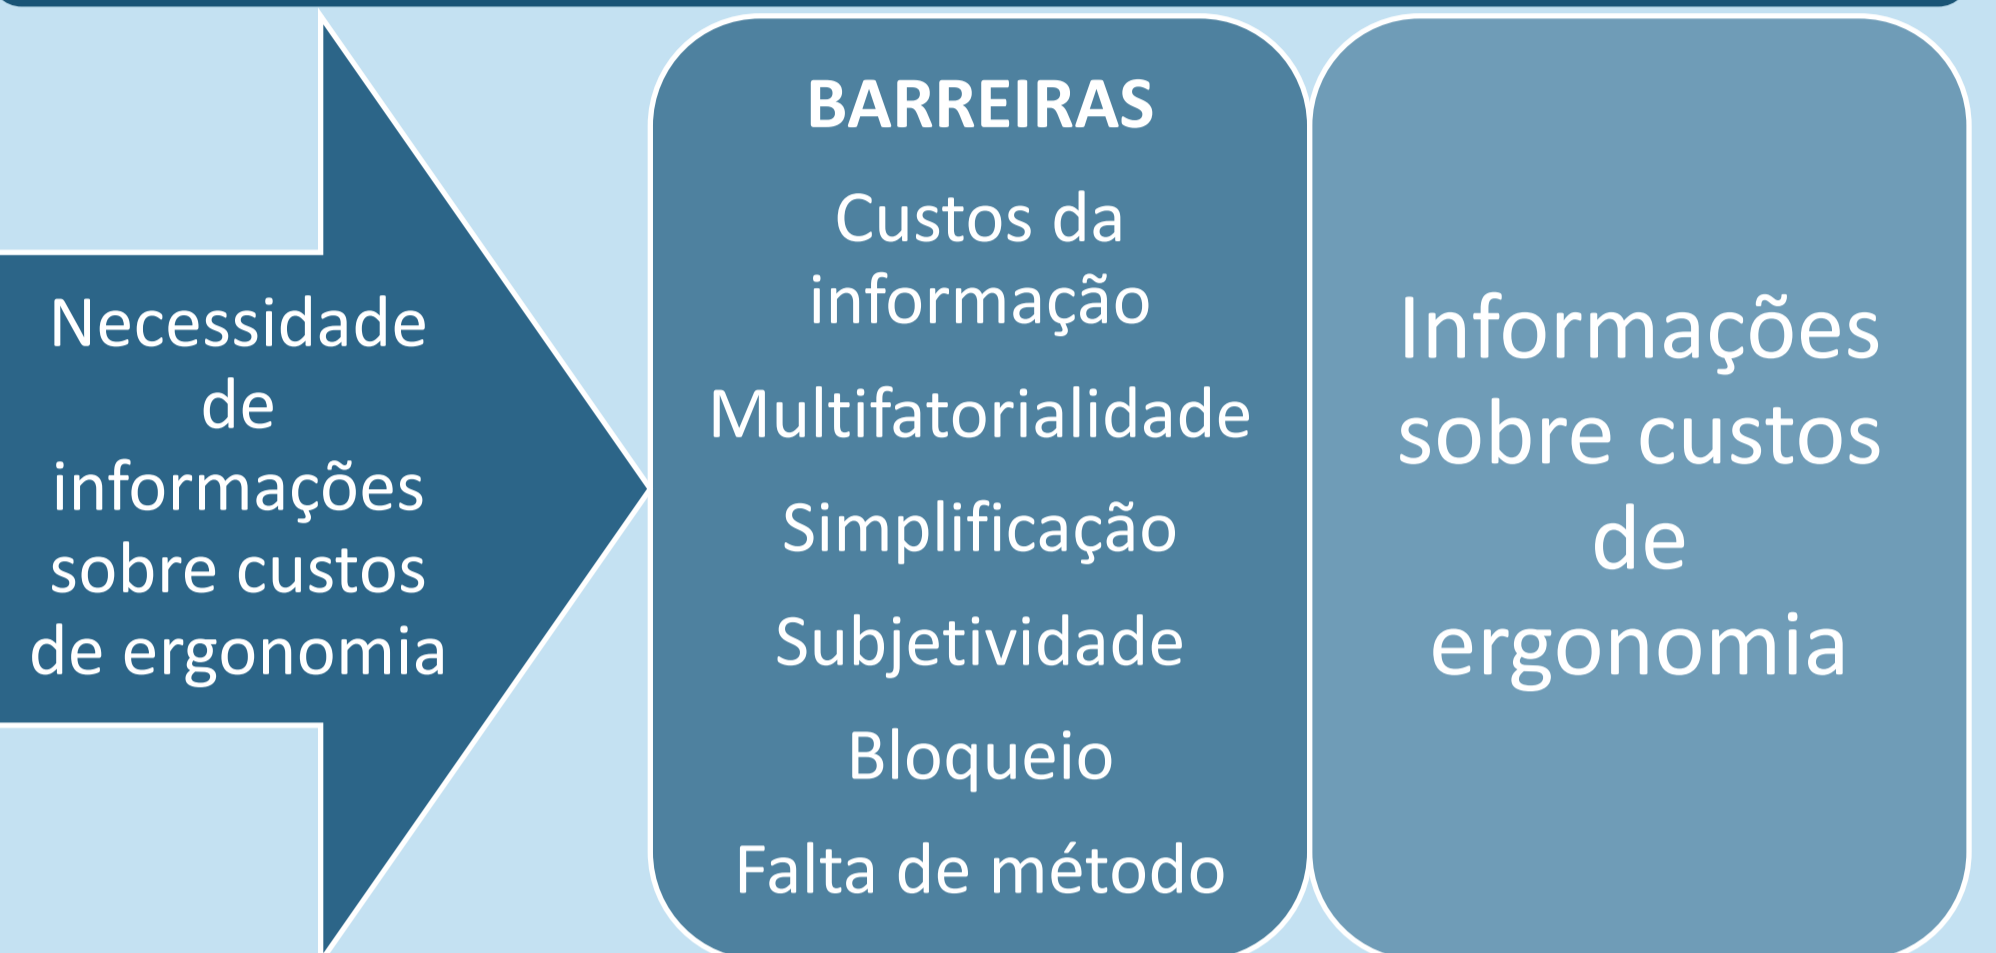 Necessidade
de
informações
sobre custos
de ergonomia
BARREIRAS
Custos da
informação
Multifatorialidade
Simplificação
Subjetividade
Bloqueio
Falta de método
Informações
sobre custos
de
ergonomia